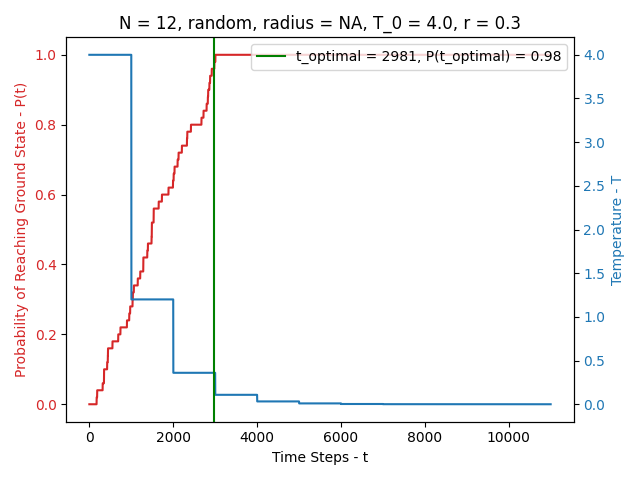 N = 12, random, radius = NA, T_0 = 4.0, r = 0.3
t_optimal = 2981, P(t_optimal) = 0.98
Probability of Reaching Ground State - P(t)
1.0
0.8
0.6
0.4
0.2
0.0
4.0
3.5
3.0
2.5
2.0
1.5
1.0
0.5
0.0
Temperature - T
0 2000 4000 6000 8000 10000
Time Steps - t